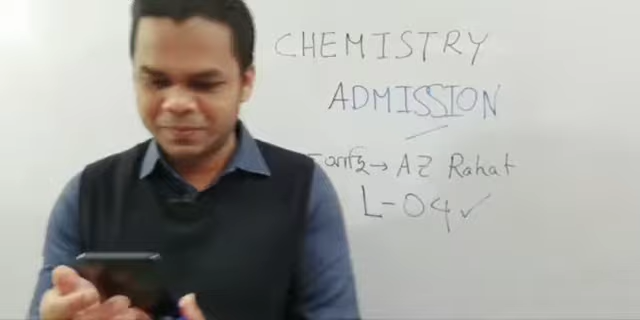 CHEMISTRY
ADMISSION
→ AZ Rahat
L-04 ✓